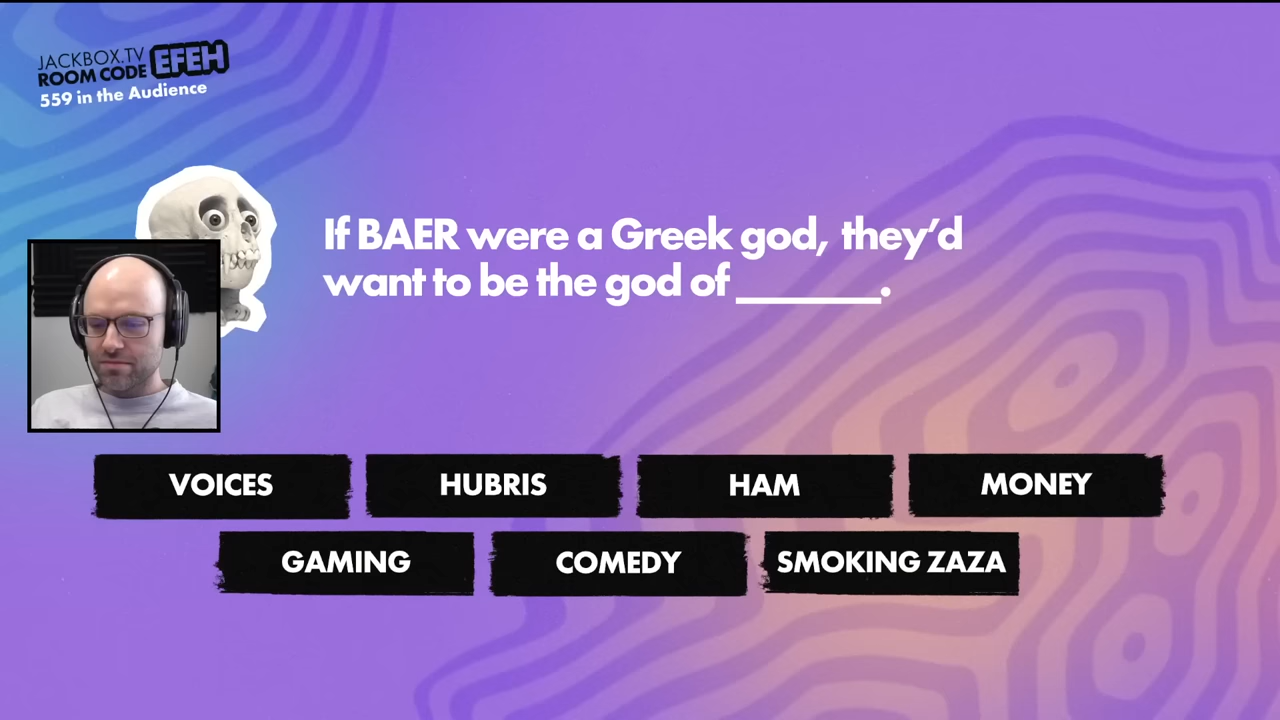 JACKBOX.TV
ROOM CODE EFEH
559 in the Audience
If BAER were a Greek god, they’d
want to be the god of ______.
VOICES HUBRIS HAM MONEY
GAMING COMEDY SMOKING ZAZA